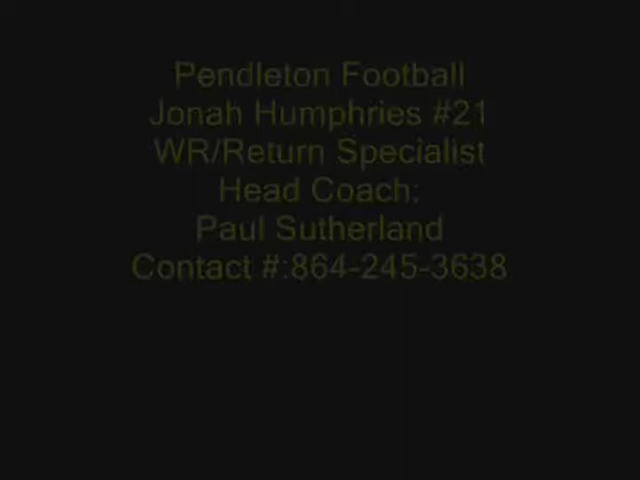 Pendleton Football
Jonah Humphries #21
WR/Return Specialist
Head Coach:
Paul Sutherland
Contact #:864-245-3638